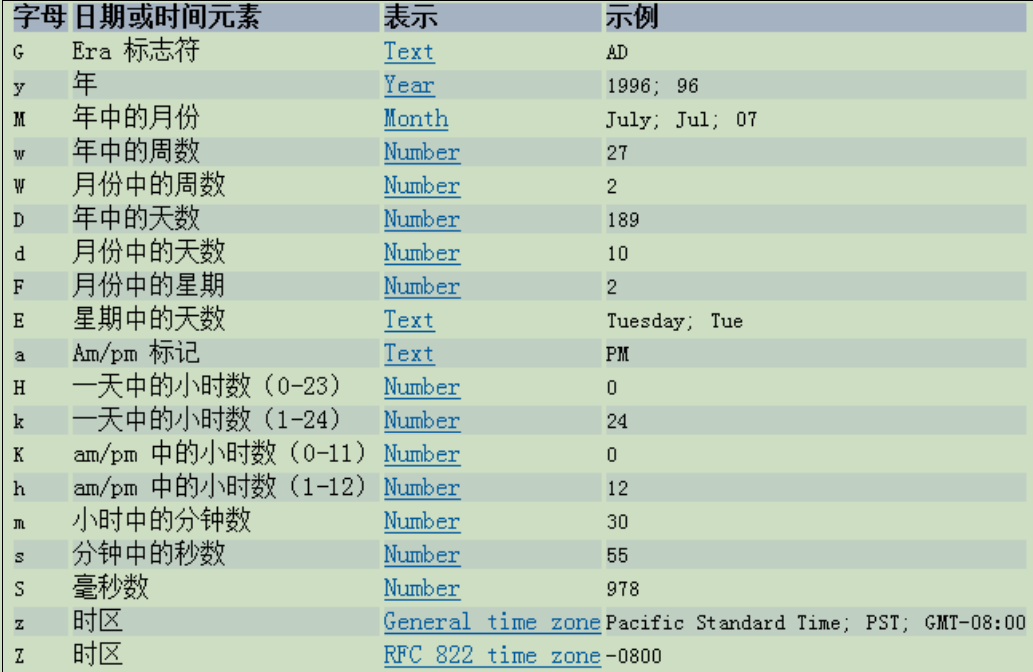 字母 日期或时间元素 表示 示例
G Era 标志符 Text AD
y 年 Year 1996; 96
M 年中的月份 Month July; Jul; 07
w 年中的周数 Number 27
W 月份中的周数 Number 2
D 年中的天数 Number 189
d 月份中的天数 Number 10
F 月份中的星期 Number 2
E 星期中的天数 Text Tuesday; Tue
a Am/pm 标记 Text PM
H 一天中的小时数（0-23） Number 0
k 一天中的小时数（1-24） Number 24
K am/pm 中的小时数（0-11） Number 0
h am/pm 中的小时数（1-12） Number 12
m 小时中的分钟数 Number 30
s 分钟中的秒数 Number 55
S 毫秒数 Number 978
z 时区 General time zone Pacific Standard Time; PST; GMT-08:00
Z 时区 RFC 822 time zone -0800